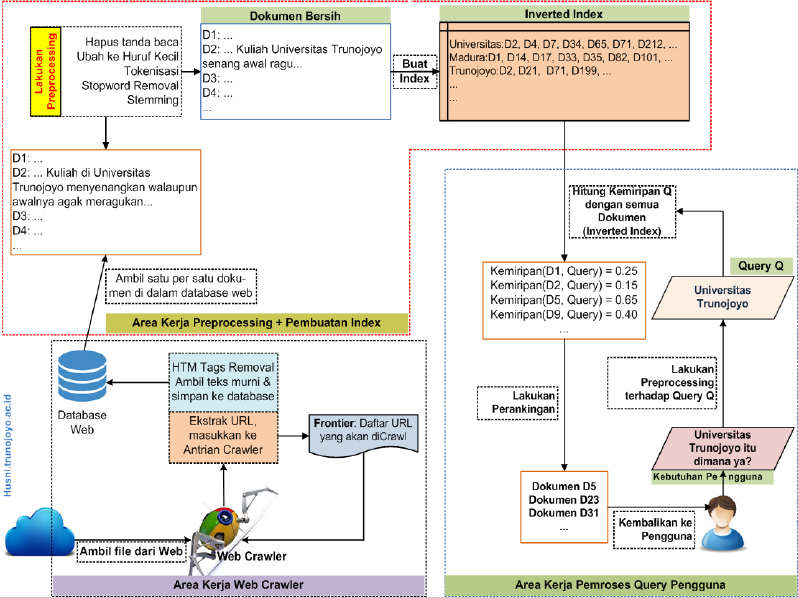 Dokumen Bersih
Inverted Index
Lakukan
Preprocessing
Hapus tanda baca
Ubah ke Huruf Kecil
Tokenisasi
Stopword Removal
Stemming
D1: ...
D2: ... Kuliah Universitas Trunojoyo
senang awal ragu...
D3: ...
D4: ...
...
Buat
Index
Universitas:D2, D4, D7, D34, D65, D71, D212, ...
Madura:D1, D14, D17, D33, D35, D82, D101, ...
Trunojoyo:D2, D21, D71, D199, ...
...
...
D1: ...
D2: ... Kuliah di Universitas
Trunojoyo menyenangkan walaupun
awalnya agak meragukan...
D3: ...
D4: ...
...
Ambil satu per satu doku-
men di dalam database web
Area Kerja Preprocessing + Pembuatan Index
Hitung Kemiripan Q
dengan semua
Dokumen
(Inverted Index)
Query Q
Universitas
Trunojoyo
Kemiripan(D1, Query) = 0.25
Kemiripan(D2, Query) = 0.15
Kemiripan(D5, Query) = 0.65
Kemiripan(D9, Query) = 0.40
...
Lakukan
Preprocessing
terhadap Query Q
Lakukan
Perankingan
Universitas
Trunojoyo itu
dimana ya?
Kebutuhan Pengguna
Dokumen D5
Dokumen D23
Dokumen D31
...
Kembalikan ke
Pengguna
Area Kerja Pemroses Query Pengguna
Database
Web
HTM Tags Removal
Ambil teks murni &
simpan ke database
Ekstrak URL,
masukkan ke
Antrian Crawler
Frontier: Daftar URL
yang akan diCrawl
Ambil file dari Web
Web Crawler
Area Kerja Web Crawler
Husni.trunojoyo.ac.id